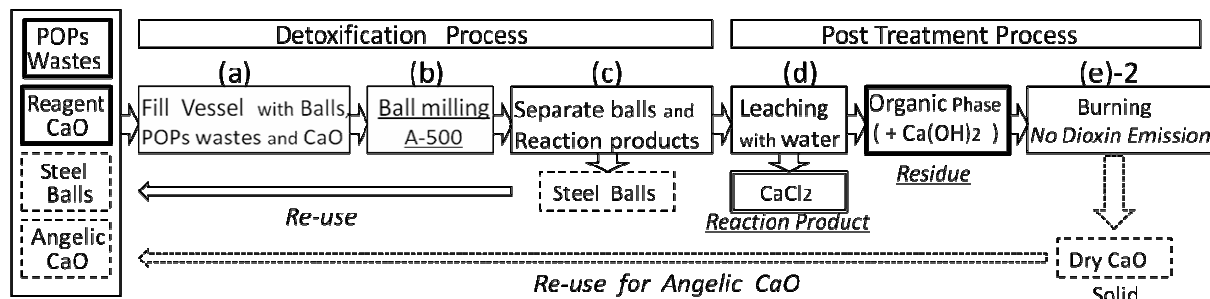 POPs
Wastes
Reagent
CaO
Steel
Balls
Angelic
CaO
Detoxification Process
Post Treatment Process
(a)
Fill Vessel with Balls,
POPs wastes and CaO
(b)
Ball milling
A-500
(c)
Separate balls and
Reaction products
Steel Balls
(d)
Leaching
with water
CaCl2
Reaction Product
Organic Phase
( + Ca(OH)2 )
Residue
(e)-2
Burning
No Dioxin Emission
Re-use
Dry CaO
Solid
Re-use for Angelic CaO